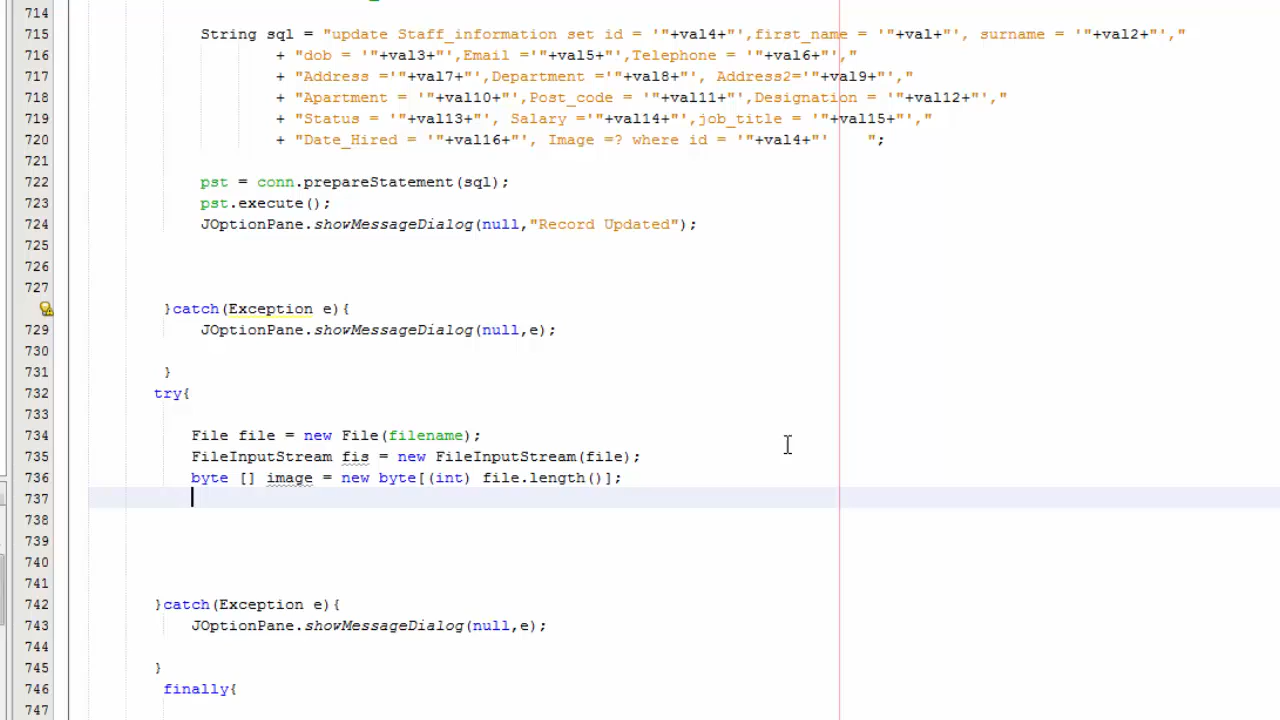 714
715 String sql = "update Staff_information set id = '"+val4+"',first_name = '"+val+"', surname = '"+val2+"',"
716 + "dob = '"+val3+"',Email ='"+val5+"',Telephone = '"+val6+"',"
717 + "Address ='"+val7+"',Department ='"+val8+"', Address2='"+val9+"',"
718 + "Apartment = '"+val10+"',Post_code = '"+val11+"',Designation = '"+val12+"',"
719 + "Status = '"+val13+"', Salary ='"+val14+"',job_title = '"+val15+"',"
720 + "Date_Hired = '"+val16+"', Image =? where id = '"+val4+"'    ";
721
722 pst = conn.prepareStatement(sql);
723 pst.execute();
724 JOptionPane.showMessageDialog(null,"Record Updated");
725
726
727
}catch(Exception e){
729 JOptionPane.showMessageDialog(null,e);
730
731 }
732 try{
733
734 File file = new File(filename);
735 FileInputStream fis = new FileInputStream(file);
736 byte [] image = new byte[(int) file.length()];
737
738
739
740
741
742 }catch(Exception e){
743 JOptionPane.showMessageDialog(null,e);
744
745 }
746 finally{
747